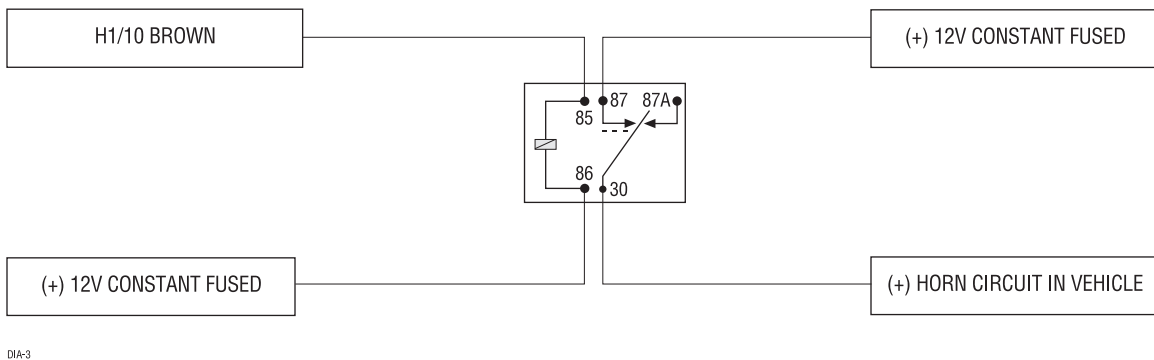 H1/10 BROWN
(+) 12V CONSTANT FUSED
87 87A
85
86
30
(+) 12V CONSTANT FUSED
(+) HORN CIRCUIT IN VEHICLE
DIA-3